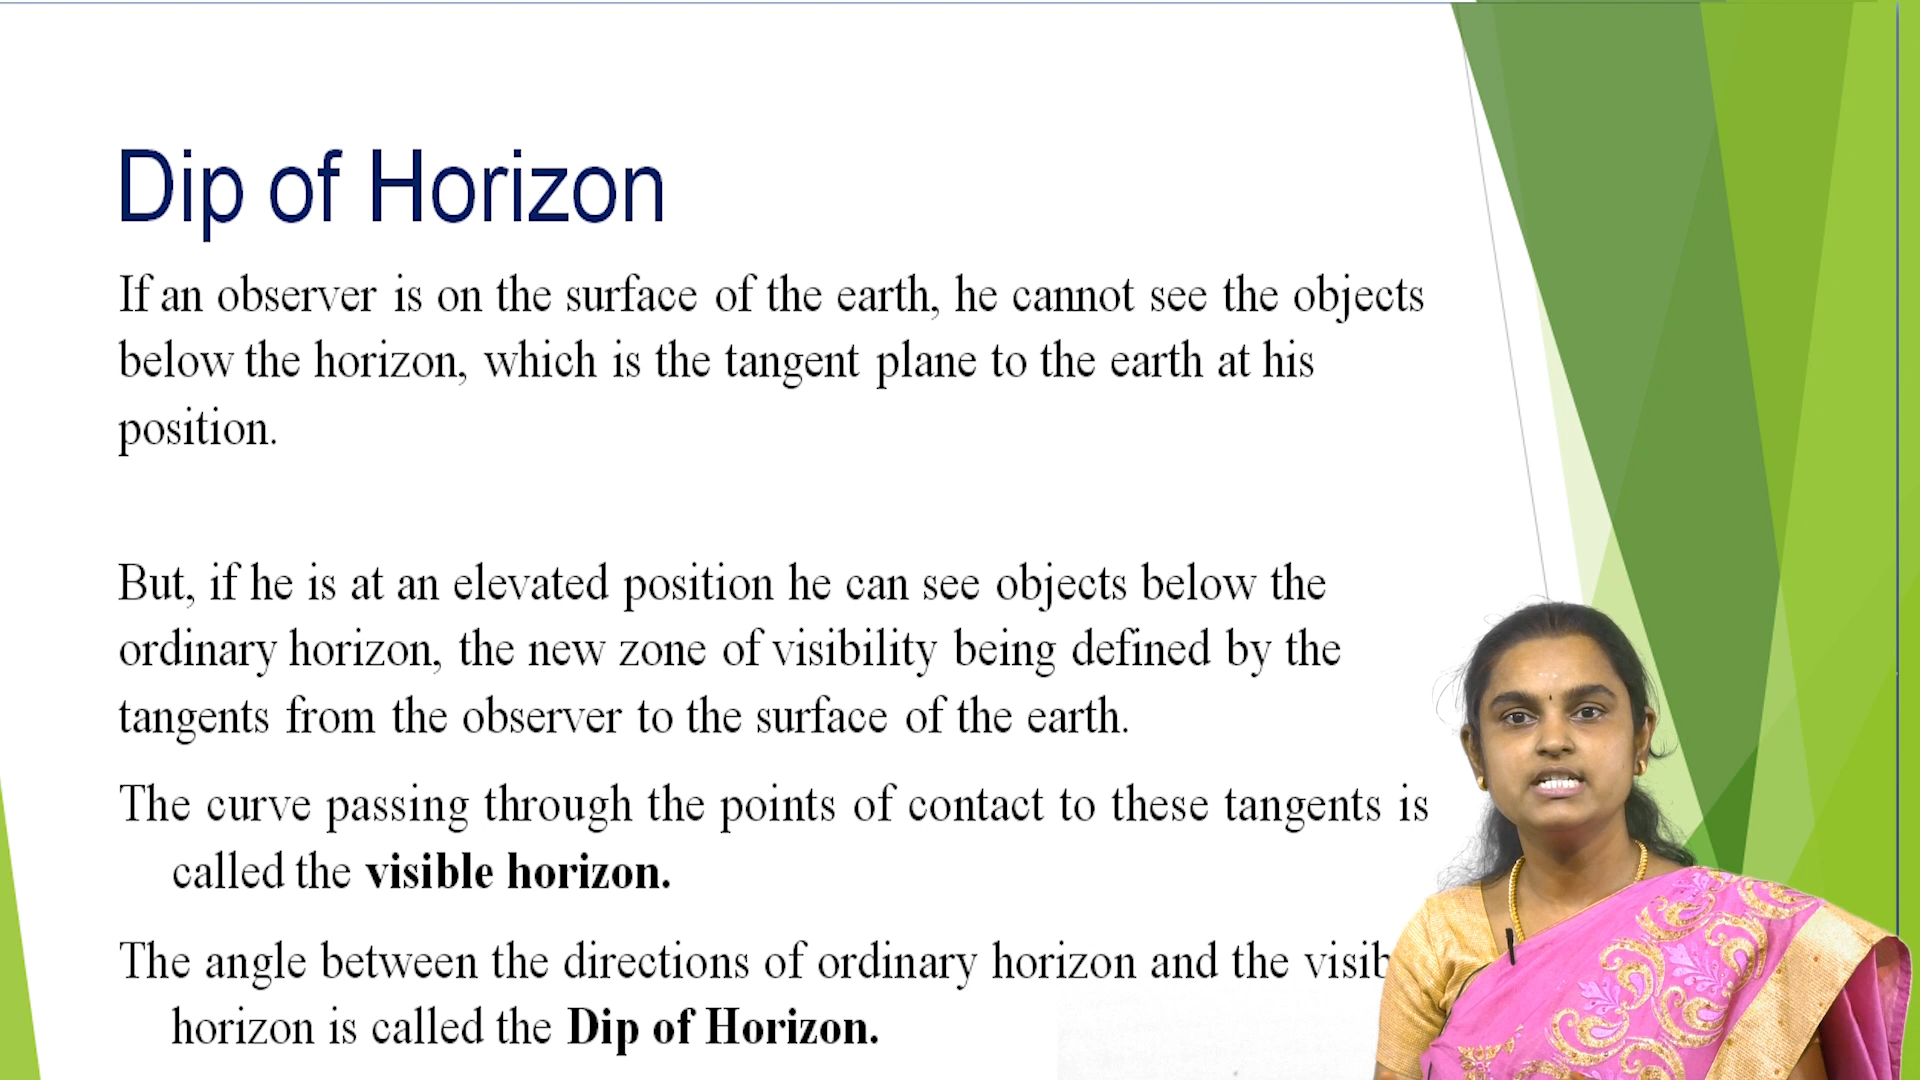 Dip of Horizon
If an observer is on the surface of the earth, he cannot see the objects
below the horizon, which is the tangent plane to the earth at his
position.
But, if he is at an elevated position he can see objects below the
ordinary horizon, the new zone of visibility being defined by the
tangents from the observer to the surface of the earth.
The curve passing through the points of contact to these tangents is
called the visible horizon.
The angle between the directions of ordinary horizon and the
horizon is called the Dip of Horizon.